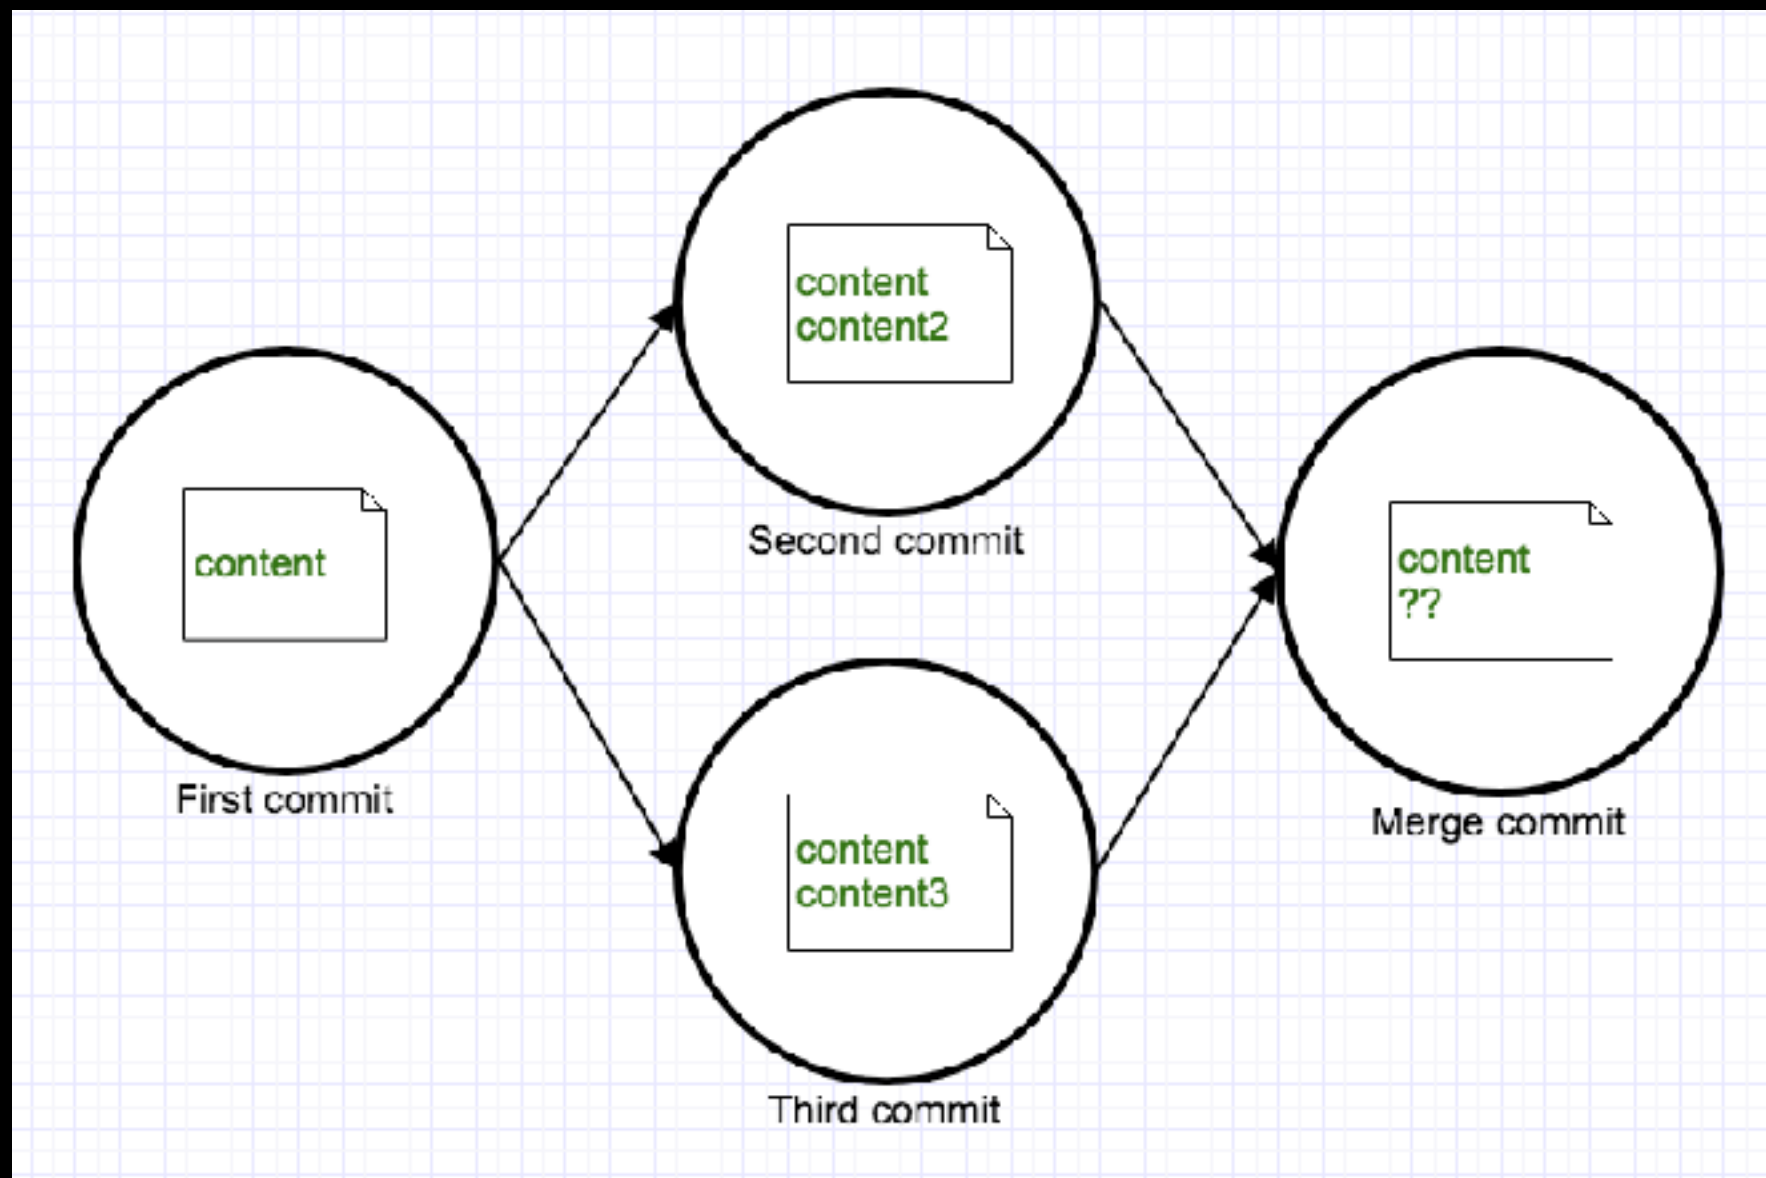 content
First commit
content
content2
Second commit
content
content3
Third commit
content
??
Merge commit